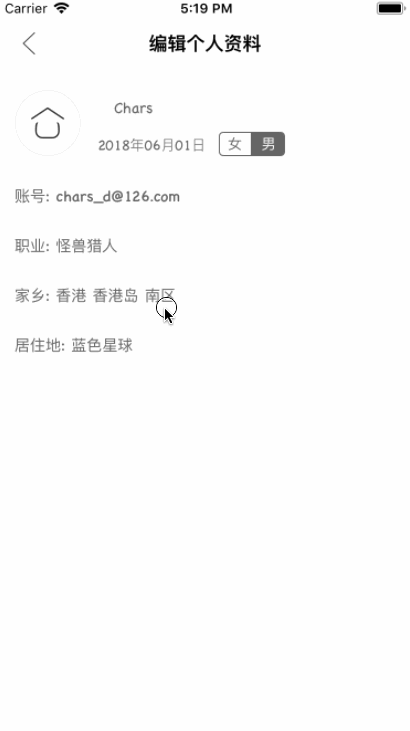 Carrier 5:19 PM
编辑个人资料
Chars
2018年06月01日 女 男
账号: chars_d@126.com
职业: 怪兽猎人
家乡: 香港 香港岛 南区
居住地: 蓝色星球